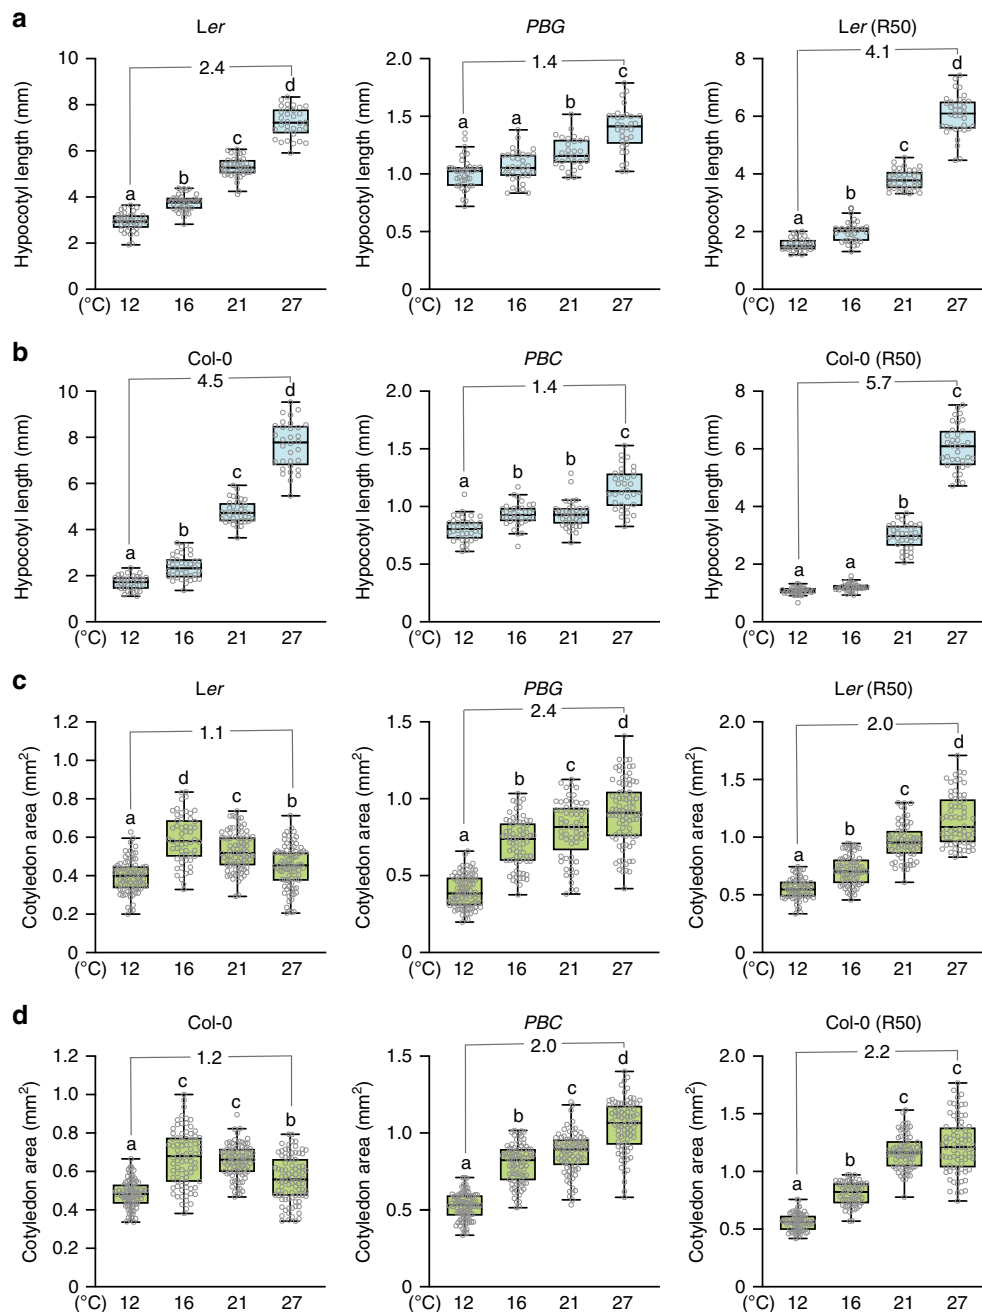 a
Ler
PBG
Ler (R50)
Hypocotyl length (mm)
10
8
6
4
2
0
2.4
a
b
c
d
(°C) 12 16 21 27
Hypocotyl length (mm)
2.0
1.5
1.0
0.5
0
1.4
a
a
b
c
12 16 21 27
Hypocotyl length (mm)
8
6
4
2
0
4.1
a
b
c
d
(°C) 12 16 21 27
b
Col-0
PBC
Col-0 (R50)
Hypocotyl length (mm)
10
8
6
4
2
0
4.5
a
b
c
d
(°C) 12 16 21 27
Hypocotyl length (mm)
2.0
1.5
1.0
0.5
0
1.4
a
b
b
c
(°C) 12 16 21 27
Hypocotyl length (mm)
8
6
4
2
0
5.7
a
a
b
c
(°C) 12 16 21 27
c
Ler
PBG
Ler (R50)
Cotyledon area (mm²)
1.2
1.0
0.8
0.6
0.4
0.2
0
1.1
a
d
c
b
(°C) 12 16 21 27
Cotyledon area (mm²)
1.5
1.0
0.5
0
2.4
a
b
c
d
(°C) 12 16 21 27
Cotyledon area (mm²)
2.0
1.5
1.0
0.5
0
2.0
a
b
c
d
(°C) 12 16 21 27
d
Col-0
PBC
Col-0 (R50)
Cotyledon area (mm²)
1.2
1.0
0.8
0.6
0.4
0.2
0
1.2
a
c
c
b
(°C) 12 16 21 27
Cotyledon area (mm²)
1.5
1.0
0.5
0
2.0
a
b
c
d
(°C) 12 16 21 27
Cotyledon area (mm²)
2.0
1.5
1.0
0.5
0
2.2
a
b
c
c
(°C) 12 16 21 27